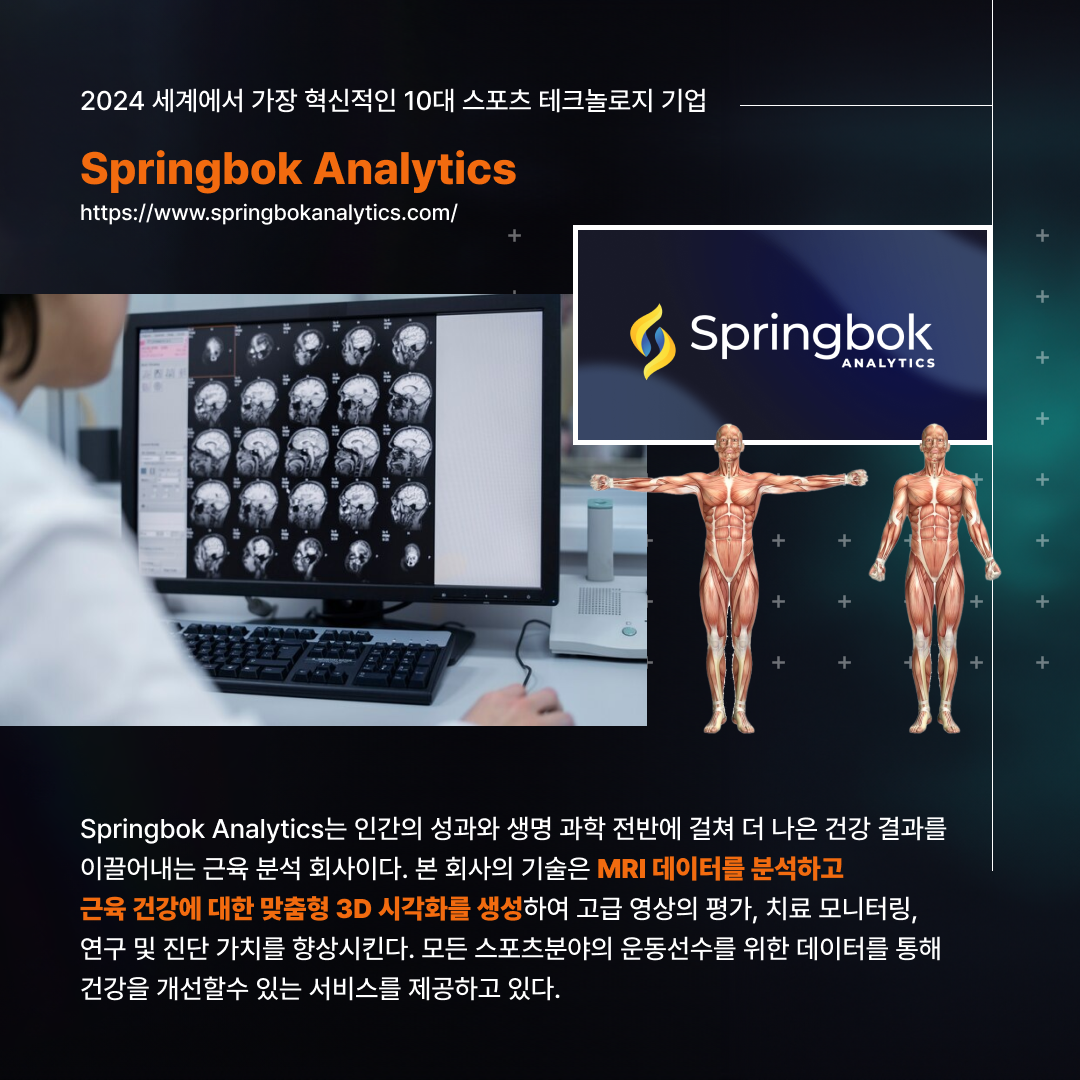 2024 세계에서 가장 혁신적인 10대 스포츠 테크놀로지 기업
Springbok Analytics
https://www.springbokanalytics.com/
Springbok
ANALYTICS
Springbok Analytics는 인간의 성과와 생명 과학 전반에 걸쳐 더 나은 건강 결과를
이끌어내는 근육 분석 회사이다. 본 회사의 기술은 MRI 데이터를 분석하고
근육 건강에 대한 맞춤형 3D 시각화를 생성하여 고급 영상의 평가, 치료 모니터링,
연구 및 진단 가치를 향상시킨다. 모든 스포츠분야의 운동선수를 위한 데이터를 통해
건강을 개선할수 있는 서비스를 제공하고 있다.